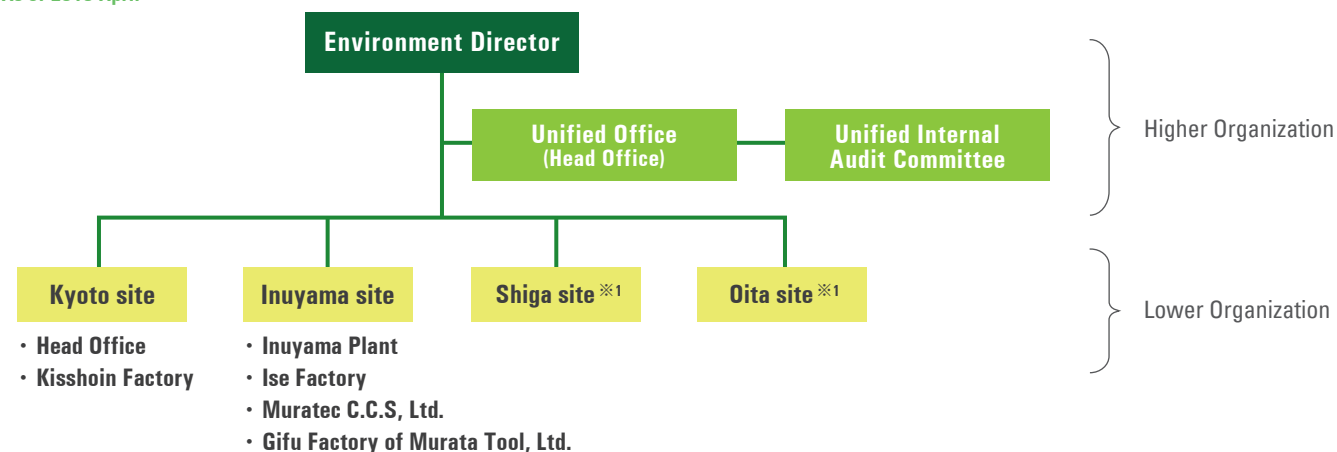 Environment Director
Unified Office
(Head Office)
Unified Internal
Audit Committee
Higher Organization
Kyoto site
Inuyama site
Shiga site ※1
Oita site ※1
Lower Organization
・Head Office
・Kisshoin Factory
・Inuyama Plant
・Ise Factory
・Muratec C.C.S, Ltd.
・Gifu Factory of Murata Tool, Ltd.